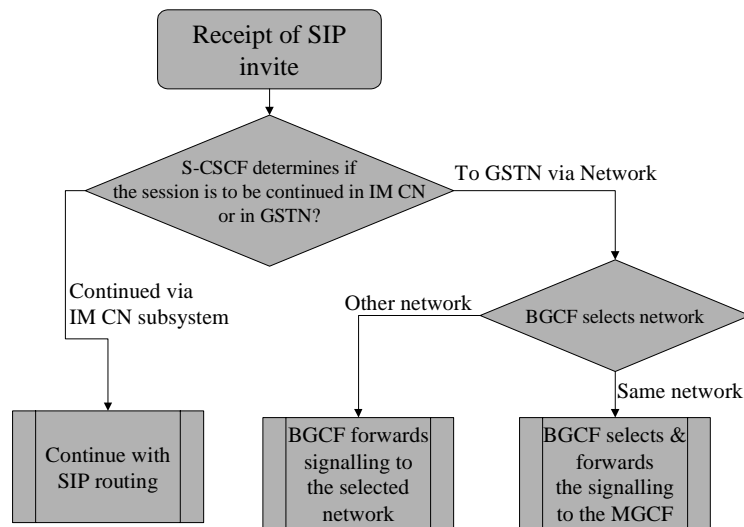 Receipt of SIP
invite
S-CSCF determines if
the session is to be continued in IM CN
or in GSTN?
To GSTN via Network
Continued via
IM CN subsystem
Other network
BGCF selects network
Same network
Continue with
SIP routing
BGCF forwards
signalling to
the selected
network
BGCF selects &
forwards
the signalling
to the MGCF